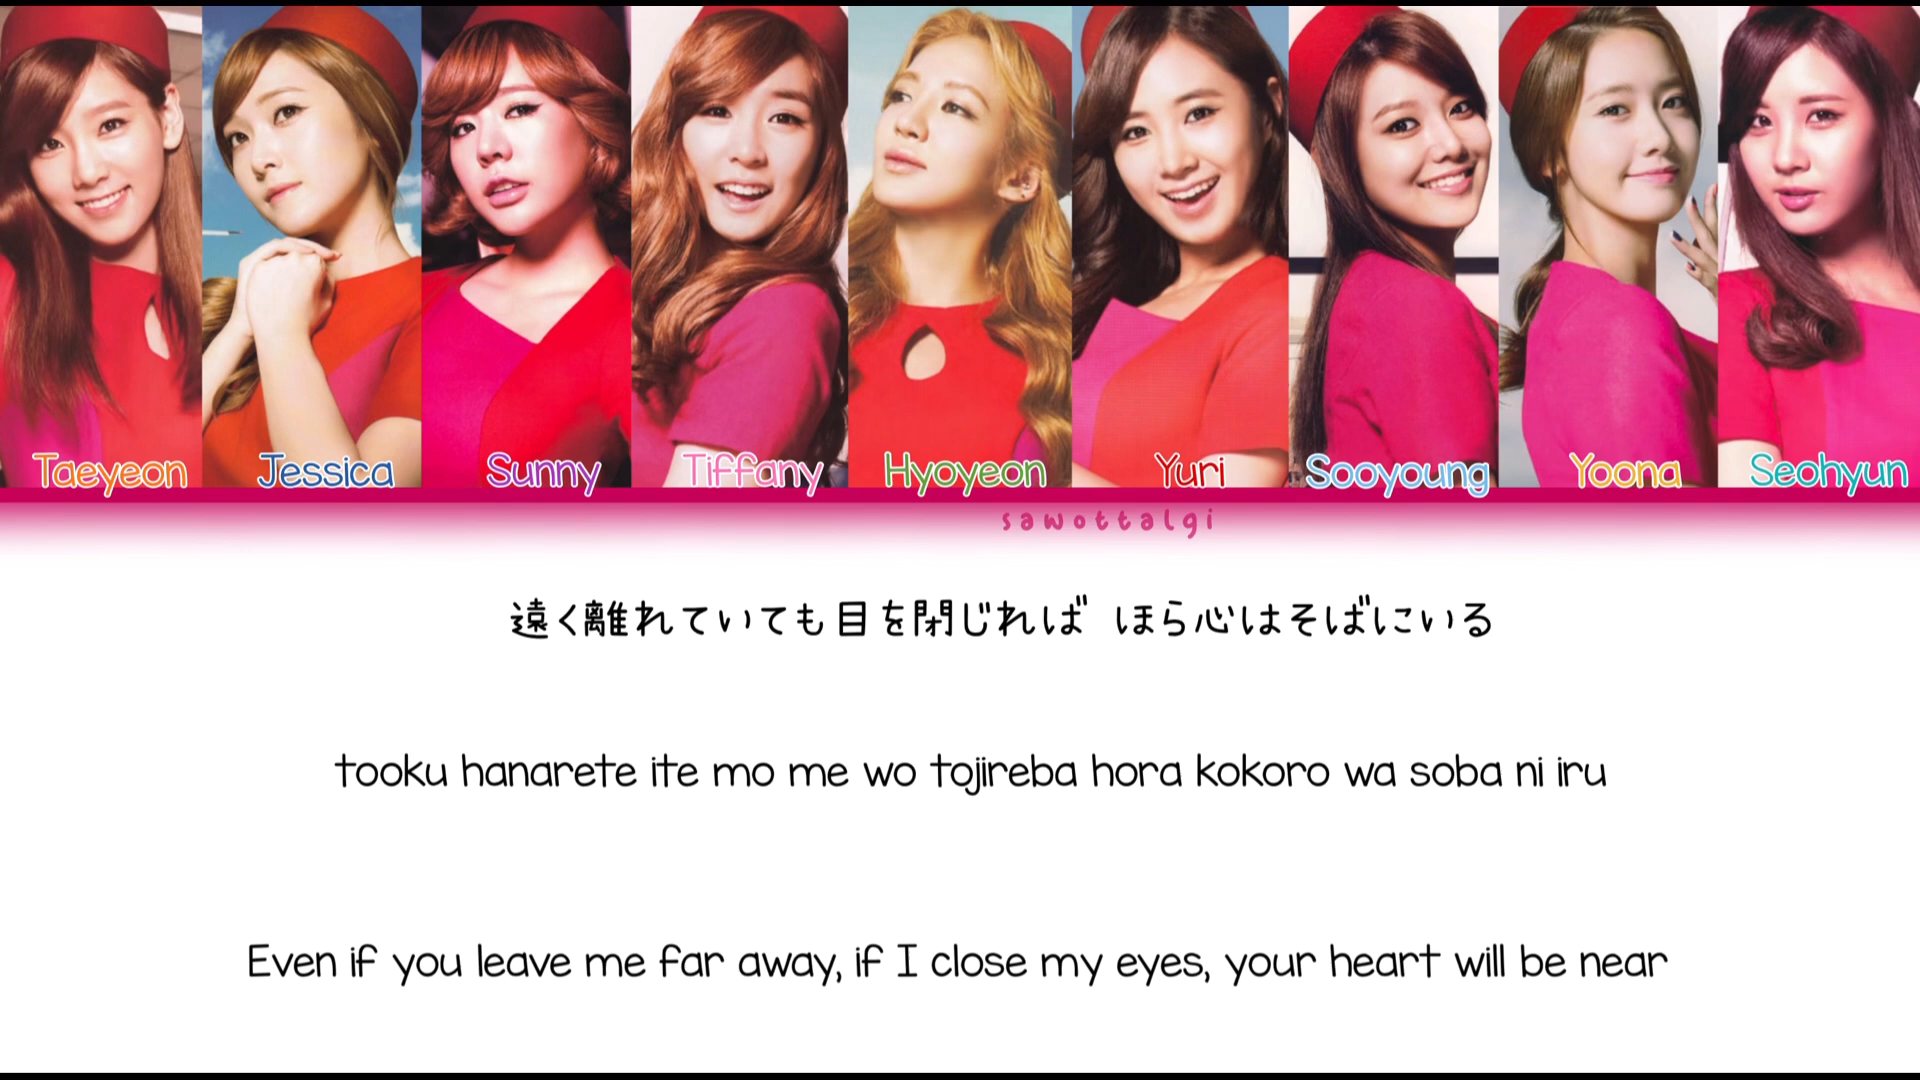 Taeyeon Jessica Sunny Tiffany Hyoyeon Yuri Sooyoung Yoona Seohyun
sawottalgi
遠く離れていても目を閉じれば ほら心はそばにいる
tooku hanarete ite mo me wo tojireba hora kokoro wa soba ni iru
Even if you leave me far away, if I close my eyes, your heart will be near